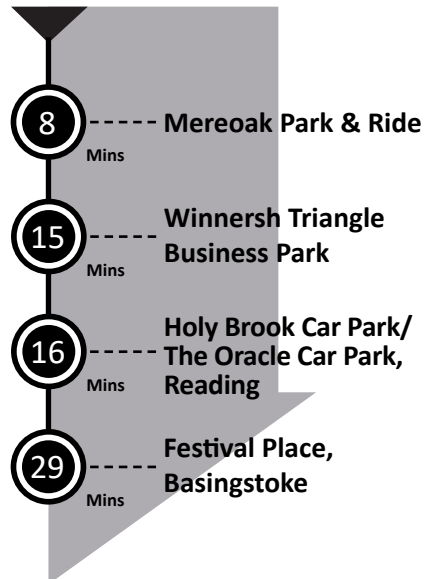 8
Mins
Mereoak Park & Ride
15
Mins
Winnersh Triangle
Business Park
16
Mins
Holy Brook Car Park/
The Oracle Car Park,
Reading
29
Mins
Festival Place,
Basingstoke